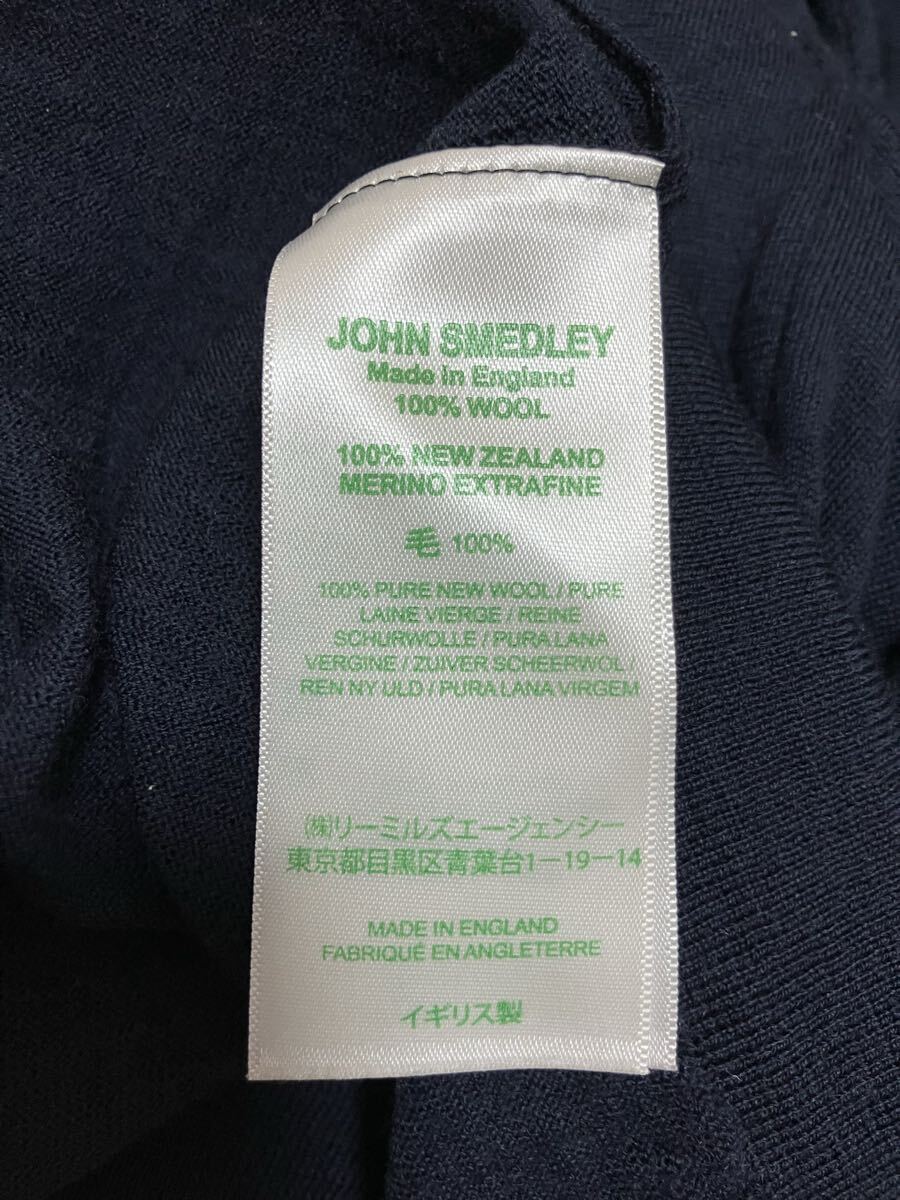 JOHN SMEDLEY
Made in England
100% WOOL
100% NEW ZEALAND
MERINO EXTRAFINE
毛 100%
100% PURE NEW WOOL / PURE
LAINE VIERGE / REINE
SCHURWOLLE / PURA LANA
VERGINE / ZUIVER SCHEERWOL /
REN NY ULD / PURA LANA VIRGEM
㈱リーミルズエージェンシー
東京都目黒区青葉台1−19−14
MADE IN ENGLAND
FABRIQUÉ EN ANGLETERRE
イギリス製